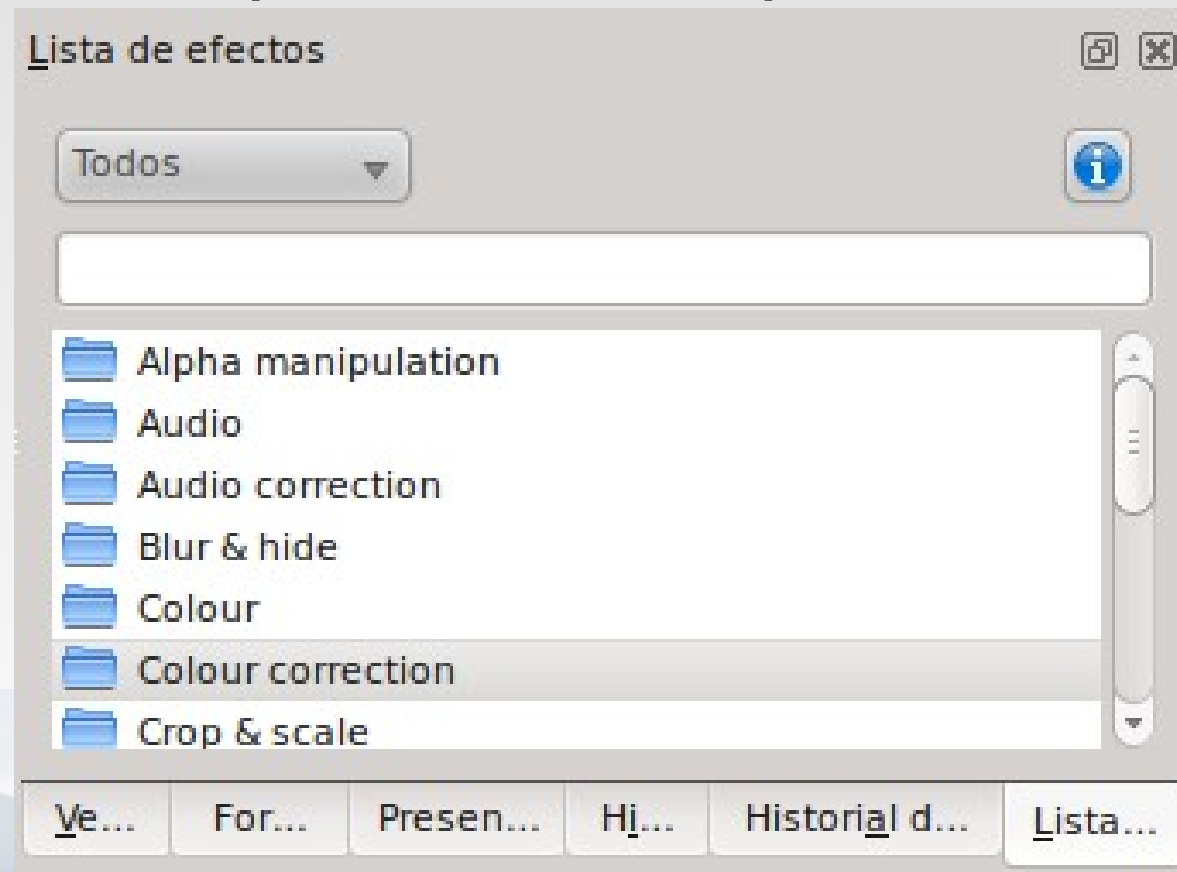 Lista de efectos
Todos
Alpha manipulation
Audio
Audio correction
Blur & hide
Colour
Colour correction
Crop & scale
Ve... For... Presen... Hi... Historial d... Lista...